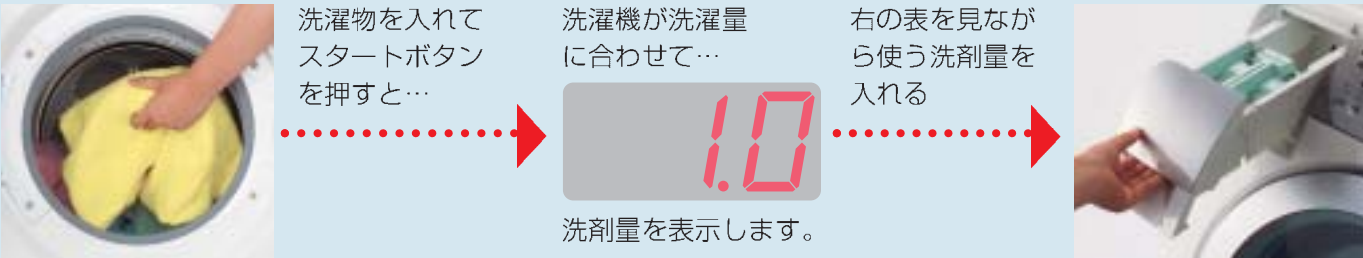 洗濯物を入れて
スタートボタン
を押すと…
洗濯機が洗濯量
に合わせて…
1.0
洗剤量を表示します。
右の表を見なが
ら使う洗剤量を
入れる